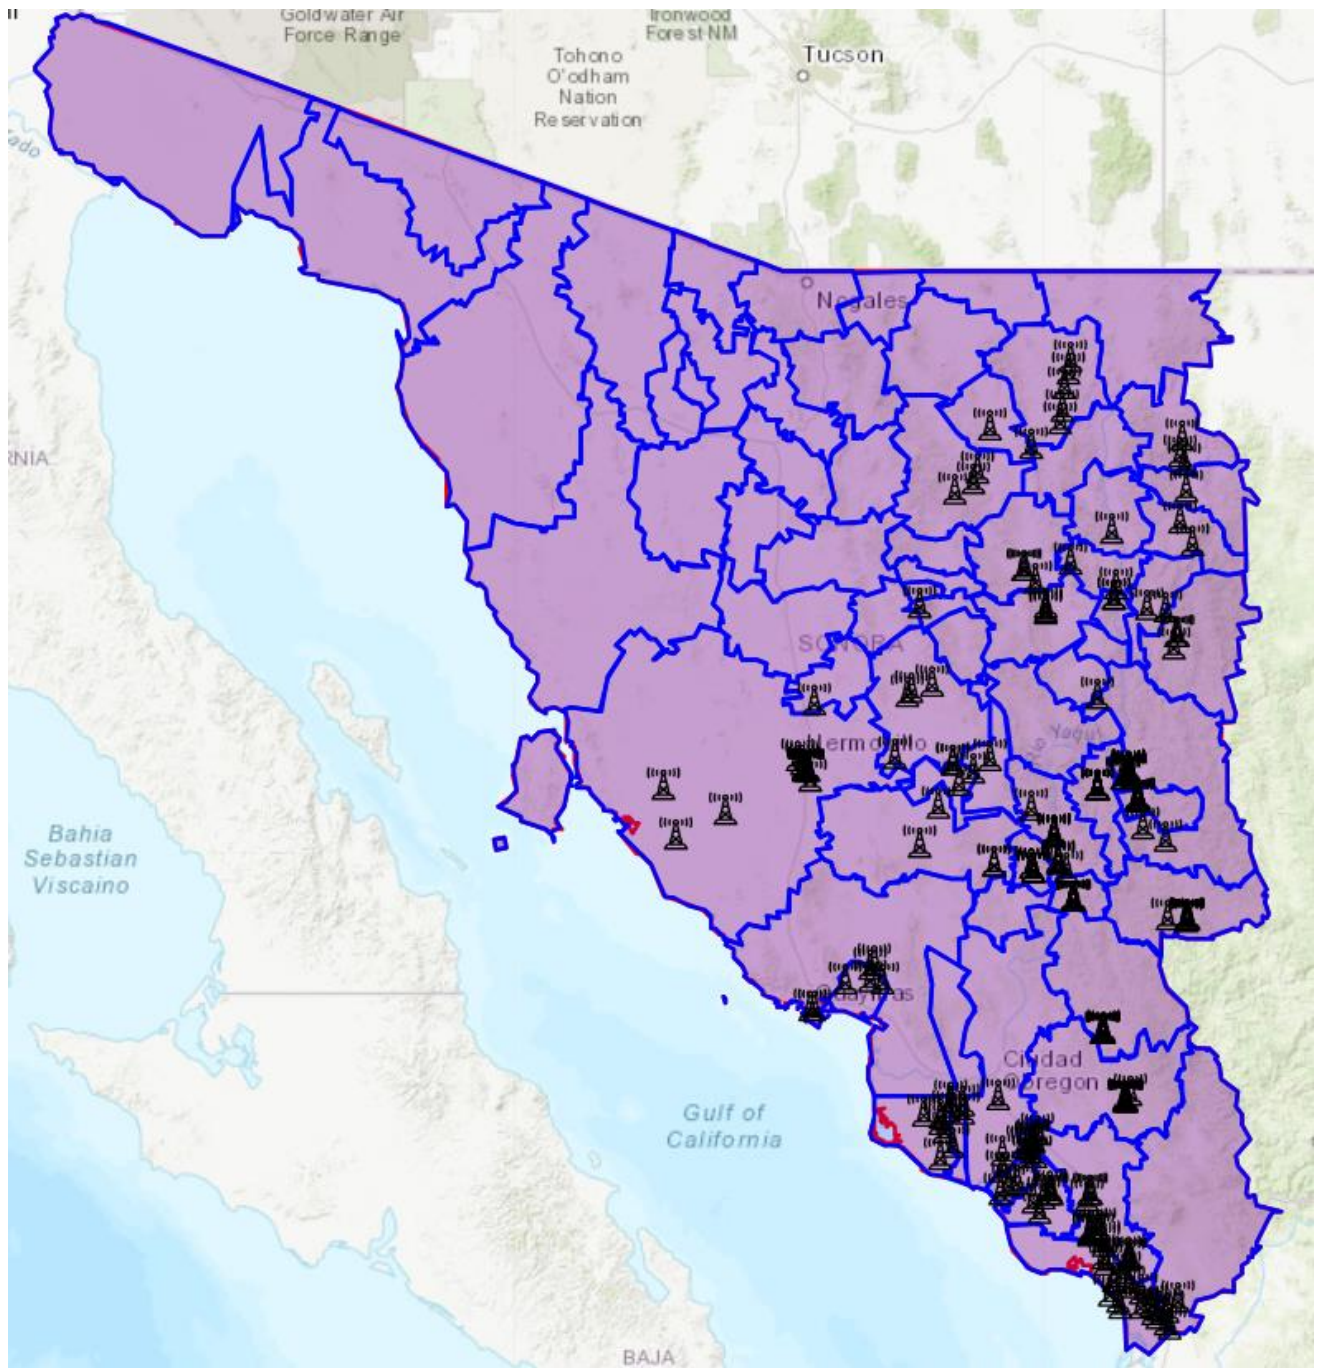 Goldwater Air
Force Range
Ironwood
Forest NM
Tucson
Tohono
O'odham
Nation
Reservation
ado
Nogales
RNIA
SONORA
Hermosillo
Yaqui
Bahia
Sebastian
Viscaino
Guaymas
Ciudad
Obregon
Gulf of
California
BAJA